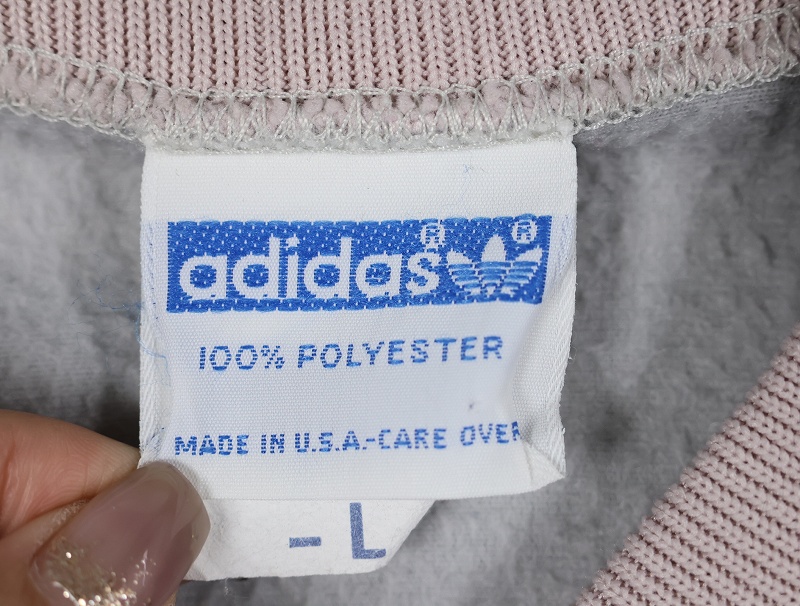 adidas® ®
100% POLYESTER
MADE IN U.S.A.-CARE OVER
- L